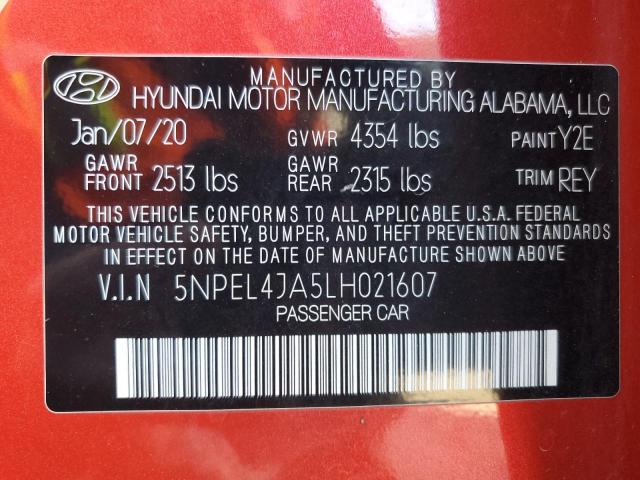 MANUFACTURED BY
HYUNDAI MOTOR MANUFACTURING ALABAMA, LLC
Jan/07/20 GVWR 4354 lbs PAINT Y2E
GAWR FRONT 2513 lbs GAWR REAR 2315 lbs TRIM REY
THIS VEHICLE CONFORMS TO ALL APPLICABLE U.S.A. FEDERAL
MOTOR VEHICLE SAFETY, BUMPER, AND THEFT PREVENTION STANDARDS
IN EFFECT ON THE DATE OF MANUFACTURE SHOWN ABOVE.
V.I.N 5NPEL4JA5LH021607
PASSENGER CAR